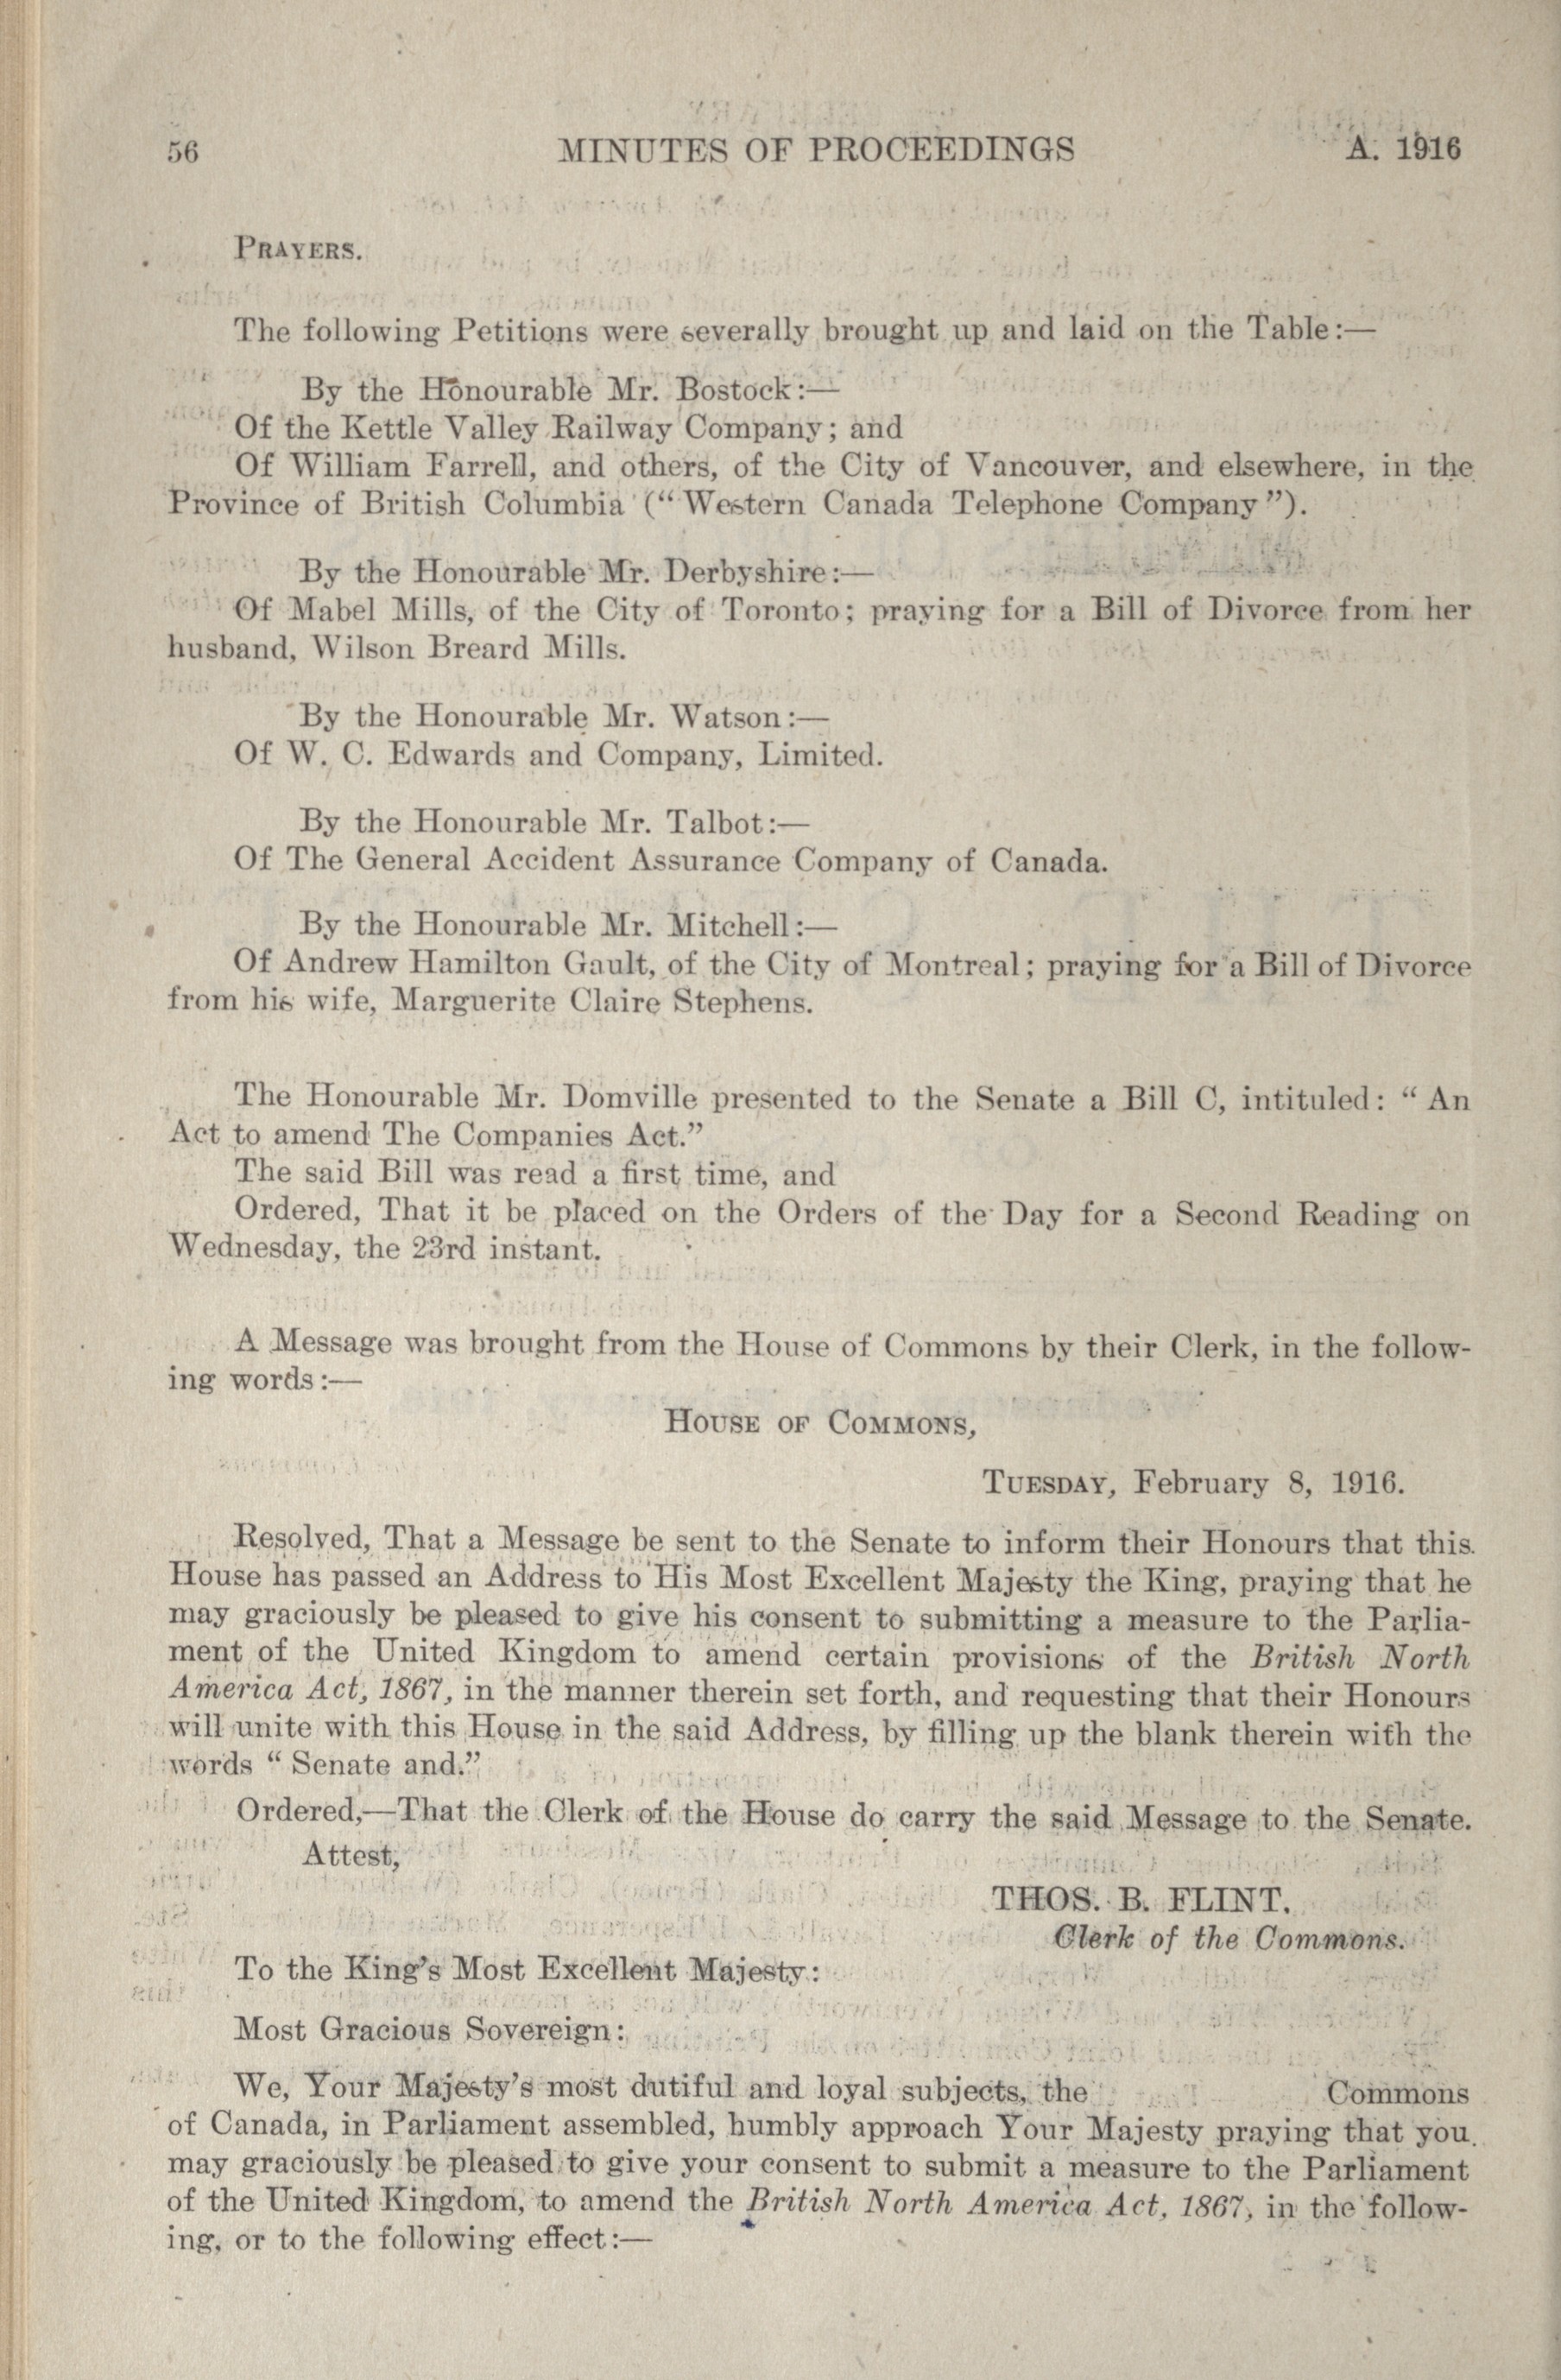 56 MINUTES OF PROCEEDINGS A. 1916
PRAYERS.
The following Petitions were severally brought up and laid on the Table:—
By the Honourable Mr. Bostock:—
Of the Kettle Valley Railway Company; and
Of William Farrell, and others, of the City of Vancouver, and elsewhere, in the
Province of British Columbia ("Western Canada Telephone Company").
By the Honourable Mr. Derbyshire:—
Of Mabel Mills, of the City of Toronto; praying for a Bill of Divorce from her
husband, Wilson Breard Mills.
By the Honourable Mr. Watson:—
Of W. C. Edwards and Company, Limited.
By the Honourable Mr. Talbot:—
Of The General Accident Assurance Company of Canada.
By the Honourable Mr. Mitchell:—
Of Andrew Hamilton Gault, of the City of Montreal; praying for a Bill of Divorce
from his wife, Marguerite Claire Stephens.
The Honourable Mr. Domville presented to the Senate a Bill C, intituled: "An
Act to amend The Companies Act."
The said Bill was read a first time, and
Ordered, That it be placed on the Orders of the Day for a Second Reading on
Wednesday, the 23rd instant.
A Message was brought from the House of Commons by their Clerk, in the follow-
ing words:—
HOUSE OF COMMONS,
TUESDAY, February 8, 1916.
Resolved, That a Message be sent to the Senate to inform their Honours that this
House has passed an Address to His Most Excellent Majesty the King, praying that he
may graciously be pleased to give his consent to submitting a measure to the Parlia-
ment of the United Kingdom to amend certain provisions of the British North
America Act, 1867, in the manner therein set forth, and requesting that their Honours
will unite with this House in the said Address, by filling up the blank therein with the
words "Senate and."
Ordered,—That the Clerk of the House do carry the said Message to the Senate.
Attest,
THOS. B. FLINT.
Clerk of the Commons.
To the King's Most Excellent Majesty:
Most Gracious Sovereign:
We, Your Majesty's most dutiful and loyal subjects, the Commons
of Canada, in Parliament assembled, humbly approach Your Majesty praying that you
may graciously be pleased to give your consent to submit a measure to the Parliament
of the United Kingdom, to amend the British North America Act, 1867, in the follow-
ing, or to the following effect:—